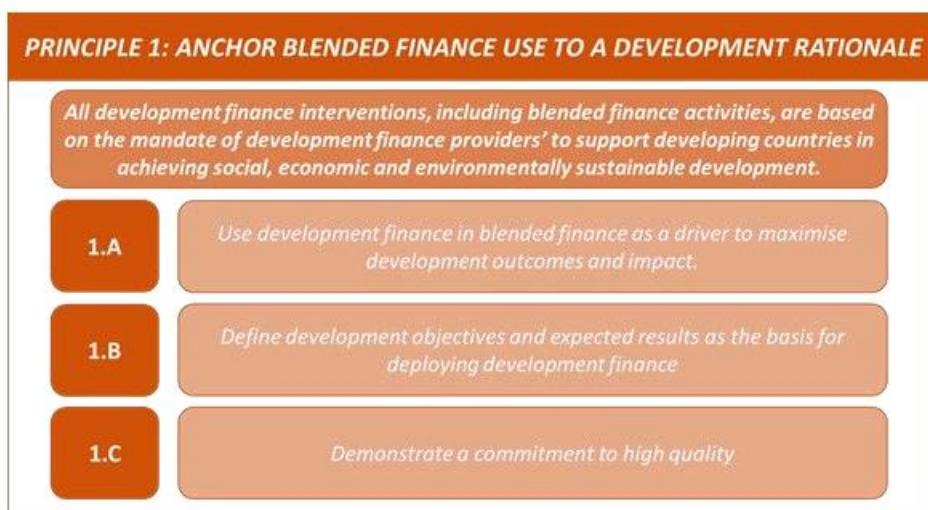 PRINCIPLE 1: ANCHOR BLENDED FINANCE USE TO A DEVELOPMENT RATIONALE
All development finance interventions, including blended finance activities, are based
on the mandate of development finance providers’ to support developing countries in
achieving social, economic and environmentally sustainable development.
1.A
Use development finance in blended finance as a driver to maximise
development outcomes and impact.
1.B
Define development objectives and expected results as the basis for
deploying development finance
1.C
Demonstrate a commitment to high quality